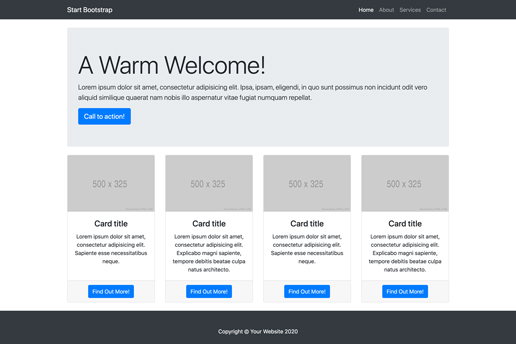 Start Bootstrap
Home About Services Contact
A Warm Welcome!
Lorem ipsum dolor sit amet, consectetur adipisicing elit. Ipsa, ipsam, eligendi, in quo sunt possimus non incidunt odit vero
aliquid similique quaerat nam nobis illo aspernatur vitae fugiat numquam repellat.
Call to action!
500 x 325
500 x 325
500 x 325
500 x 325
Card title
Lorem ipsum dolor sit amet,
consectetur adipisicing elit.
Sapiente esse necessitatibus
neque.
Find Out More!
Card title
Lorem ipsum dolor sit amet,
consectetur adipisicing elit.
Explicabo magni sapiente,
tempore debitis beatae culpa
natus architecto.
Find Out More!
Card title
Lorem ipsum dolor sit amet,
consectetur adipisicing elit.
Sapiente esse necessitatibus
neque.
Find Out More!
Card title
Lorem ipsum dolor sit amet,
consectetur adipisicing elit.
Explicabo magni sapiente,
tempore debitis beatae culpa
natus architecto.
Find Out More!
Copyright © Your Website 2020